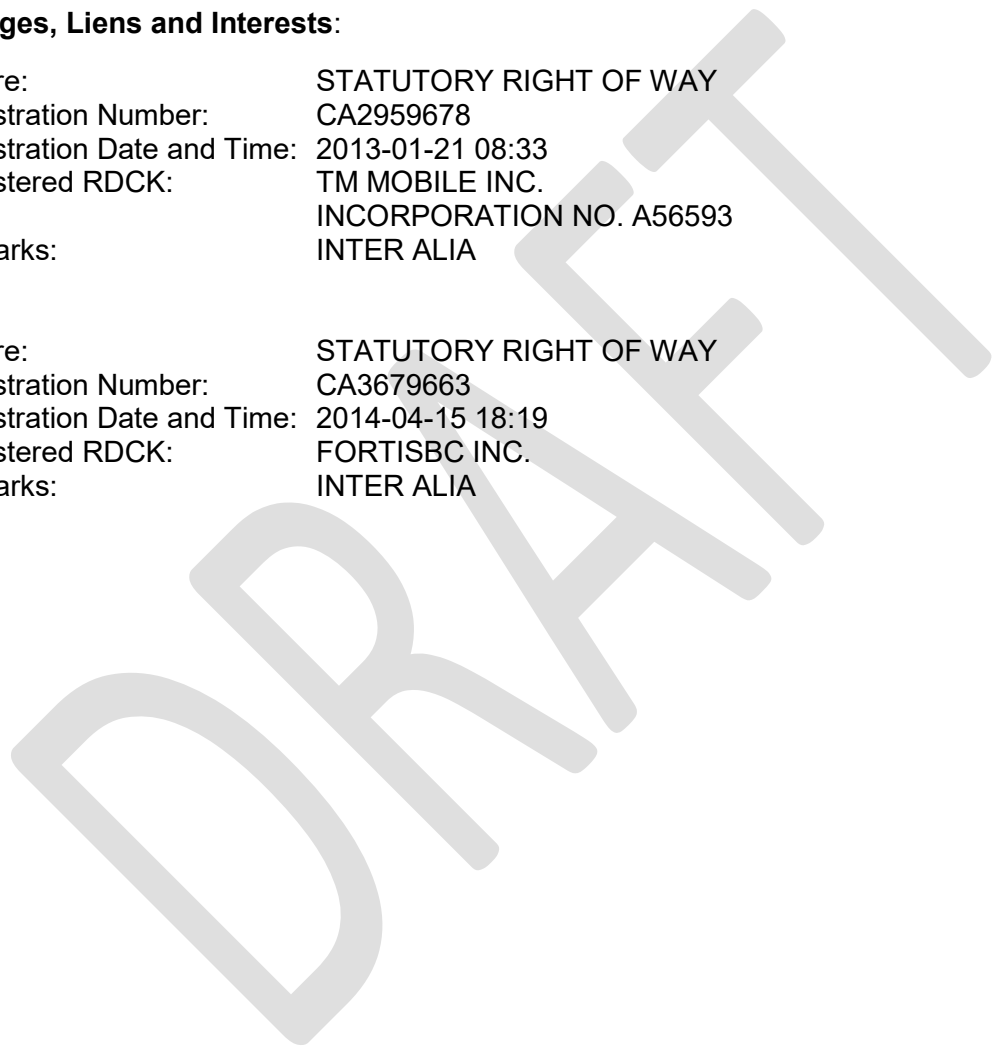 ges, Liens and Interests:
re: STATUTORY RIGHT OF WAY
stration Number: CA2959678
stration Date and Time: 2013-01-21 08:33
stered RDCK: TM MOBILE INC.
INCORPORATION NO. A56593
arks: INTER ALIA
re: STATUTORY RIGHT OF WAY
stration Number: CA3679663
stration Date and Time: 2014-04-15 18:19
stered RDCK: FORTISBC INC.
arks: INTER ALIA
DRAFT